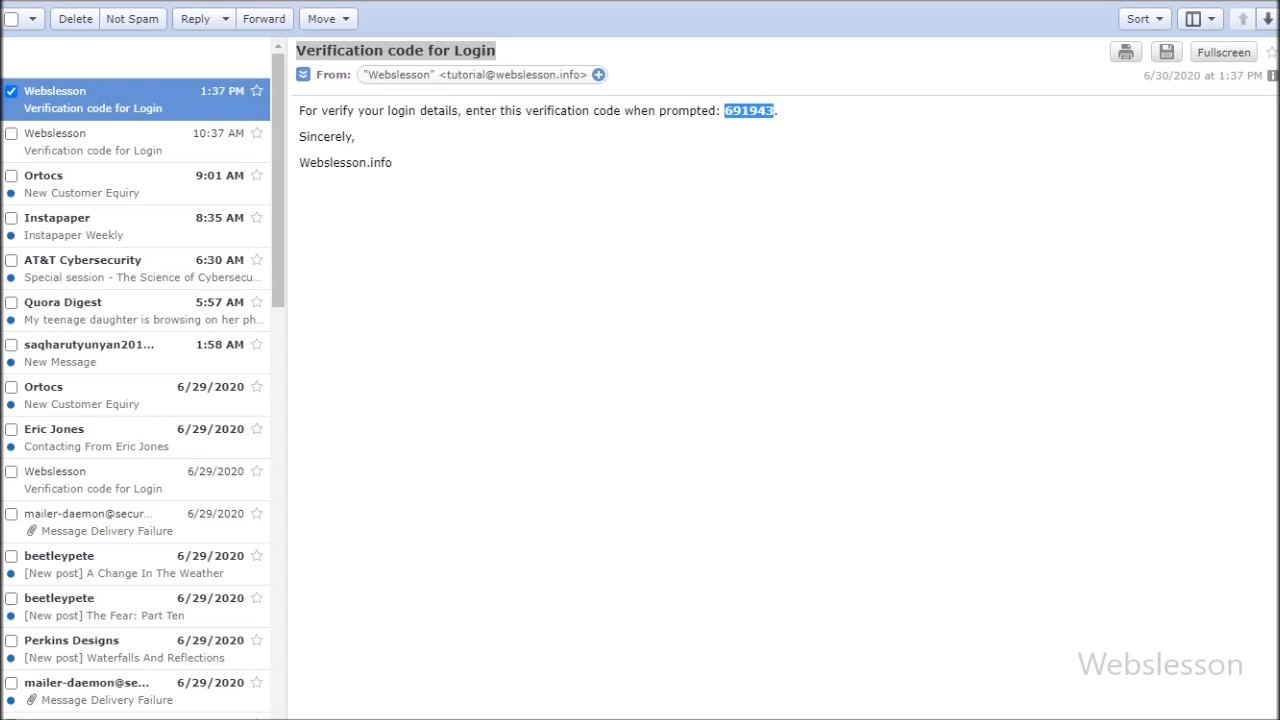 Delete
Not Spam
Reply
Forward
Move
Sort
Webslesson 1:37 PM
Verification code for Login
Webslesson 10:37 AM
Verification code for Login
Ortocs 9:01 AM
New Customer Equiry
Instapaper 8:35 AM
Instapaper Weekly
AT&T Cybersecurity 6:30 AM
Special session - The Science of Cybersecu...
Quora Digest 5:57 AM
My teenage daughter is browsing on her ph...
saqharutyunyan201... 1:58 AM
New Message
Ortocs 6/29/2020
New Customer Equiry
Eric Jones 6/29/2020
Contacting From Eric Jones
Webslesson 6/29/2020
Verification code for Login
mailer-daemon@secur... 6/29/2020
Message Delivery Failure
beetleypete 6/29/2020
[New post] A Change In The Weather
beetleypete 6/29/2020
[New post] The Fear: Part Ten
Perkins Designs 6/29/2020
[New post] Waterfalls And Reflections
mailer-daemon@se... 6/29/2020
Message Delivery Failure
Verification code for Login
Fullscreen
From: "Webslesson" <tutorial@webslesson.info>
6/30/2020 at 1:37 PM
For verify your login details, enter this verification code when prompted: 691943.
Sincerely,
Webslesson.info
Webslesson